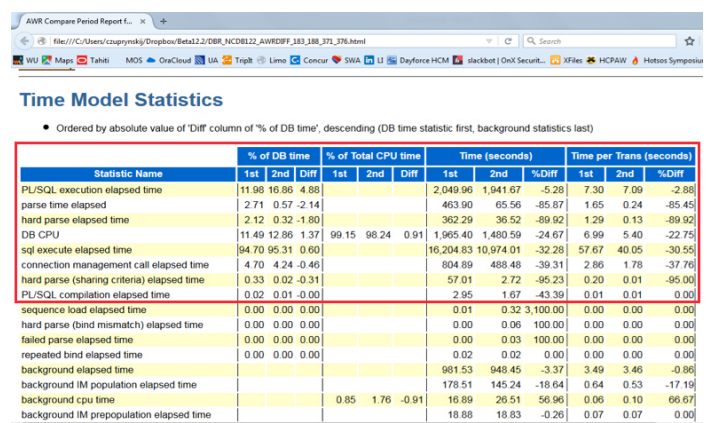 AWR Compare Period Report f... × +
file:///C:/Users/czuprynskij/Dropbox/Beta12.2/DBR_NCDB122_AWRDIFF_183_188_371_376.html Search
WU Maps Tahiti MOS OraCloud UA TripIt Limo Concur SWA LI Dayforce HCM slackbot | OnX Securit... XFiles HCPAW Hotsos Symposiu
Time Model Statistics
• Ordered by absolute value of 'Diff' column of '% of DB time', descending (DB time statistic first, background statistics last)
% of DB time % of Total CPU time Time (seconds) Time per Trans (seconds)
Statistic Name 1st 2nd Diff 1st 2nd Diff 1st 2nd %Diff 1st 2nd %Diff
PL/SQL execution elapsed time 11.98 16.86 4.88 2,049.96 1,941.67 -5.28 7.30 7.09 -2.88
parse time elapsed 2.71 0.57 -2.14 463.90 65.56 -85.87 1.65 0.24 -85.45
hard parse elapsed time 2.12 0.32 -1.80 362.29 36.52 -89.92 1.29 0.13 -89.92
DB CPU 11.49 12.86 1.37 99.15 98.24 0.91 1,965.40 1,480.59 -24.67 6.99 5.40 -22.75
sql execute elapsed time 94.70 95.31 0.60 16,204.83 10,974.01 -32.28 57.67 40.05 -30.55
connection management call elapsed time 4.70 4.24 -0.46 804.89 488.48 -39.31 2.86 1.78 -37.76
hard parse (sharing criteria) elapsed time 0.33 0.02 -0.31 57.01 2.72 -95.23 0.20 0.01 -95.00
PL/SQL compilation elapsed time 0.02 0.01 -0.00 2.95 1.67 -43.39 0.01 0.01 0.00
sequence load elapsed time 0.00 0.00 0.00 0.01 0.32 3,100.00 0.00 0.00 0.00
hard parse (bind mismatch) elapsed time 0.00 0.00 0.00 0.00 0.06 100.00 0.00 0.00 0.00
failed parse elapsed time 0.00 0.00 0.00 0.00 0.03 100.00 0.00 0.00 0.00
repeated bind elapsed time 0.00 0.00 0.00 0.02 0.02 0.00 0.00 0.00 0.00
background elapsed time 981.53 948.45 -3.37 3.49 3.46 -0.86
background IM population elapsed time 178.51 145.24 -18.64 0.64 0.53 -17.19
background cpu time 0.85 1.76 -0.91 16.89 26.51 56.96 0.06 0.10 66.67
background IM prepopulation elapsed time 18.88 18.83 -0.26 0.07 0.07 0.00